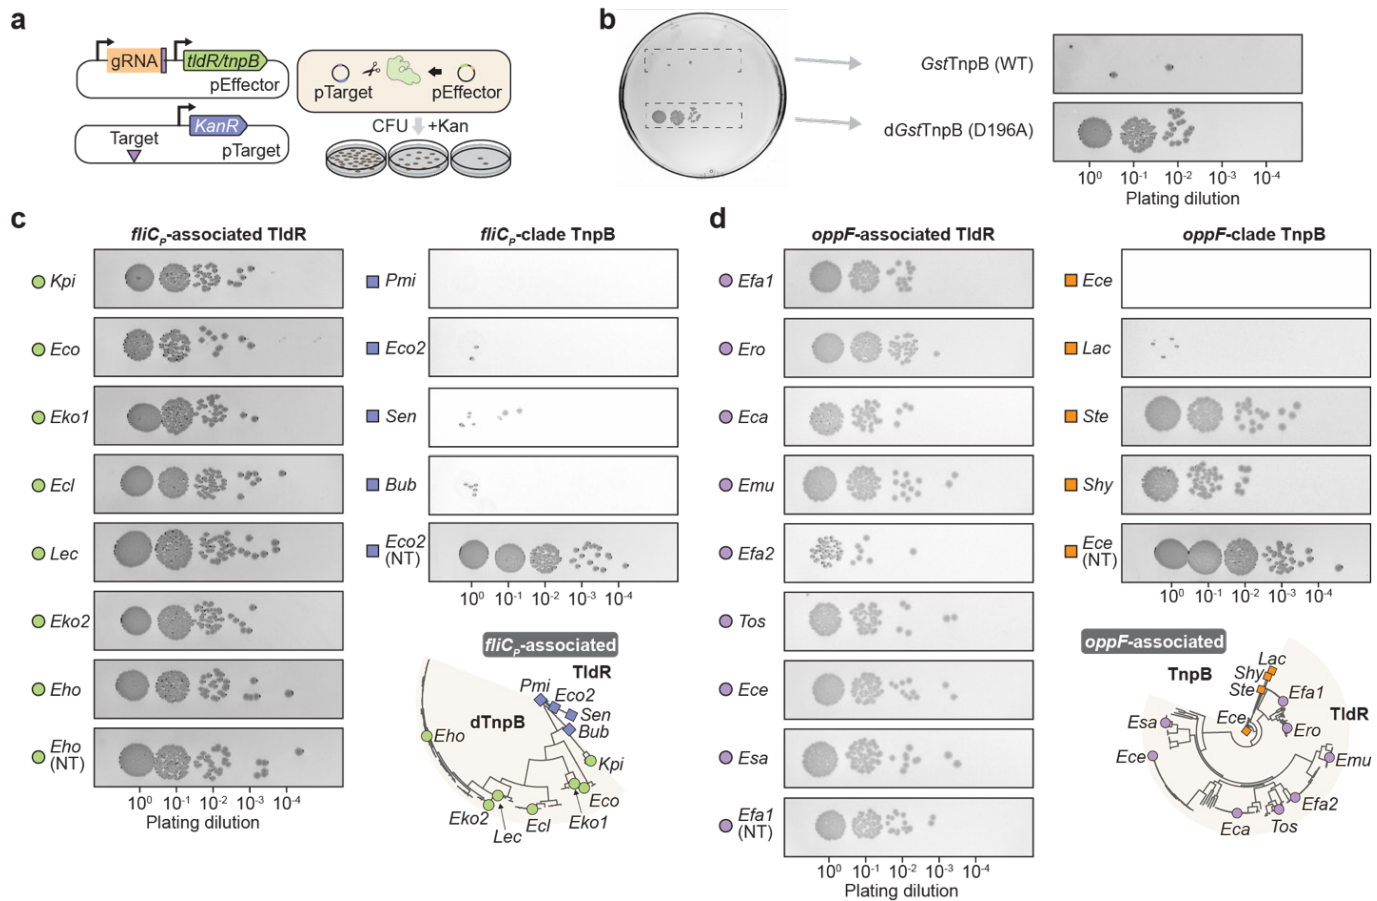 a
gRNA
tldR/tnpB
pEffector
KanR
Target
pTarget
pTarget
pEffector
CFU
+Kan
b
GstTnpB (WT)
dGstTnpB (D196A)
10⁰ 10⁻¹ 10⁻² 10⁻³ 10⁻⁴
Plating dilution
c
fliCP-associated TldR
Kpi
Eco
Eko1
Ecl
Lec
Eko2
Eho
Eho
(NT)
10⁰ 10⁻¹ 10⁻² 10⁻³ 10⁻⁴
Plating dilution
fliCP-clade TnpB
Pmi
Eco2
Sen
Bub
Eco2
(NT)
10⁰ 10⁻¹ 10⁻² 10⁻³ 10⁻⁴
fliCP-associated
TldR
Pmi
Eco2
Sen
Bub
dTnpB
Eho
Kpi
Eco
Eko1
Ecl
Lec
Eko2
d
oppF-associated TldR
Efa1
Ero
Eca
Emu
Efa2
Tos
Ece
Esa
Efa1
(NT)
10⁰ 10⁻¹ 10⁻² 10⁻³ 10⁻⁴
Plating dilution
oppF-clade TnpB
Ece
Lac
Ste
Shy
Ece
(NT)
10⁰ 10⁻¹ 10⁻² 10⁻³ 10⁻⁴
oppF-associated
TnpB
Lac
Shy
Ste
Efa1
TldR
Ece
Ero
Esa
Ece
Emu
Efa2
Tos
Eca